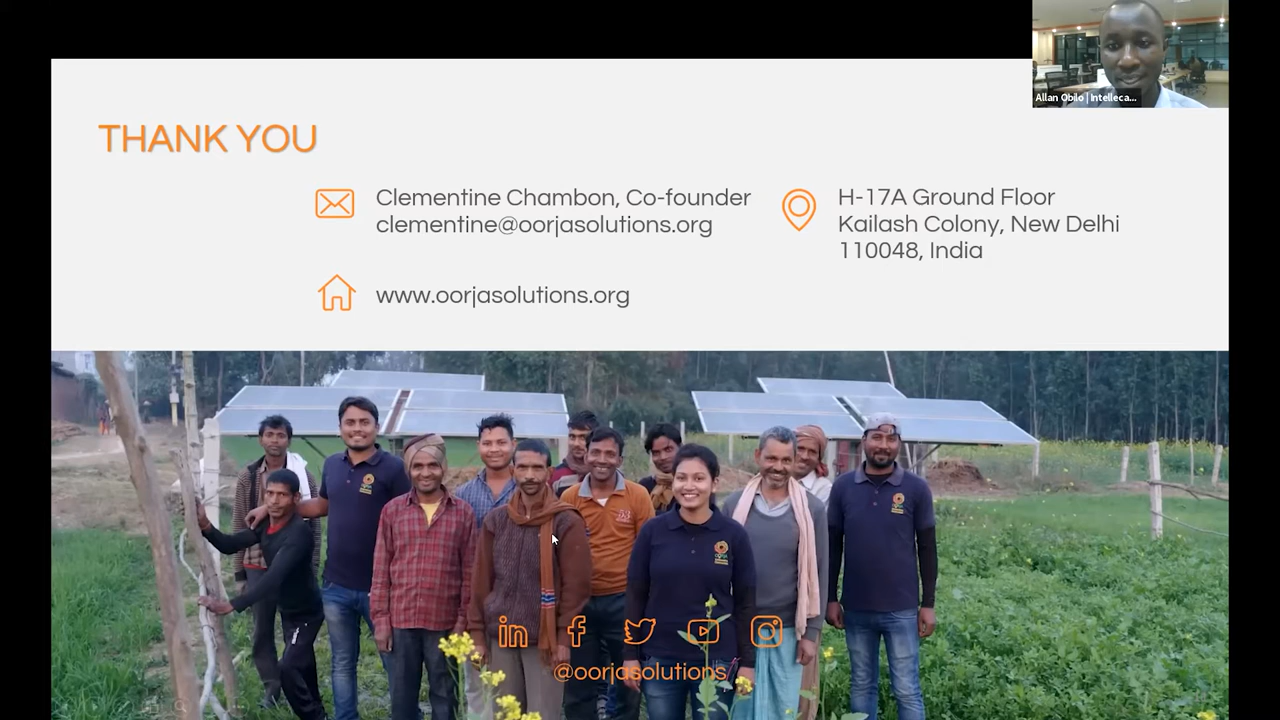 Allan Obilo | Intelleca...
THANK YOU
Clementine Chambon, Co-founder
clementine@oorjasolutions.org
www.oorjasolutions.org
H-17A Ground Floor
Kailash Colony, New Delhi
110048, India
33
@oorjasolutions